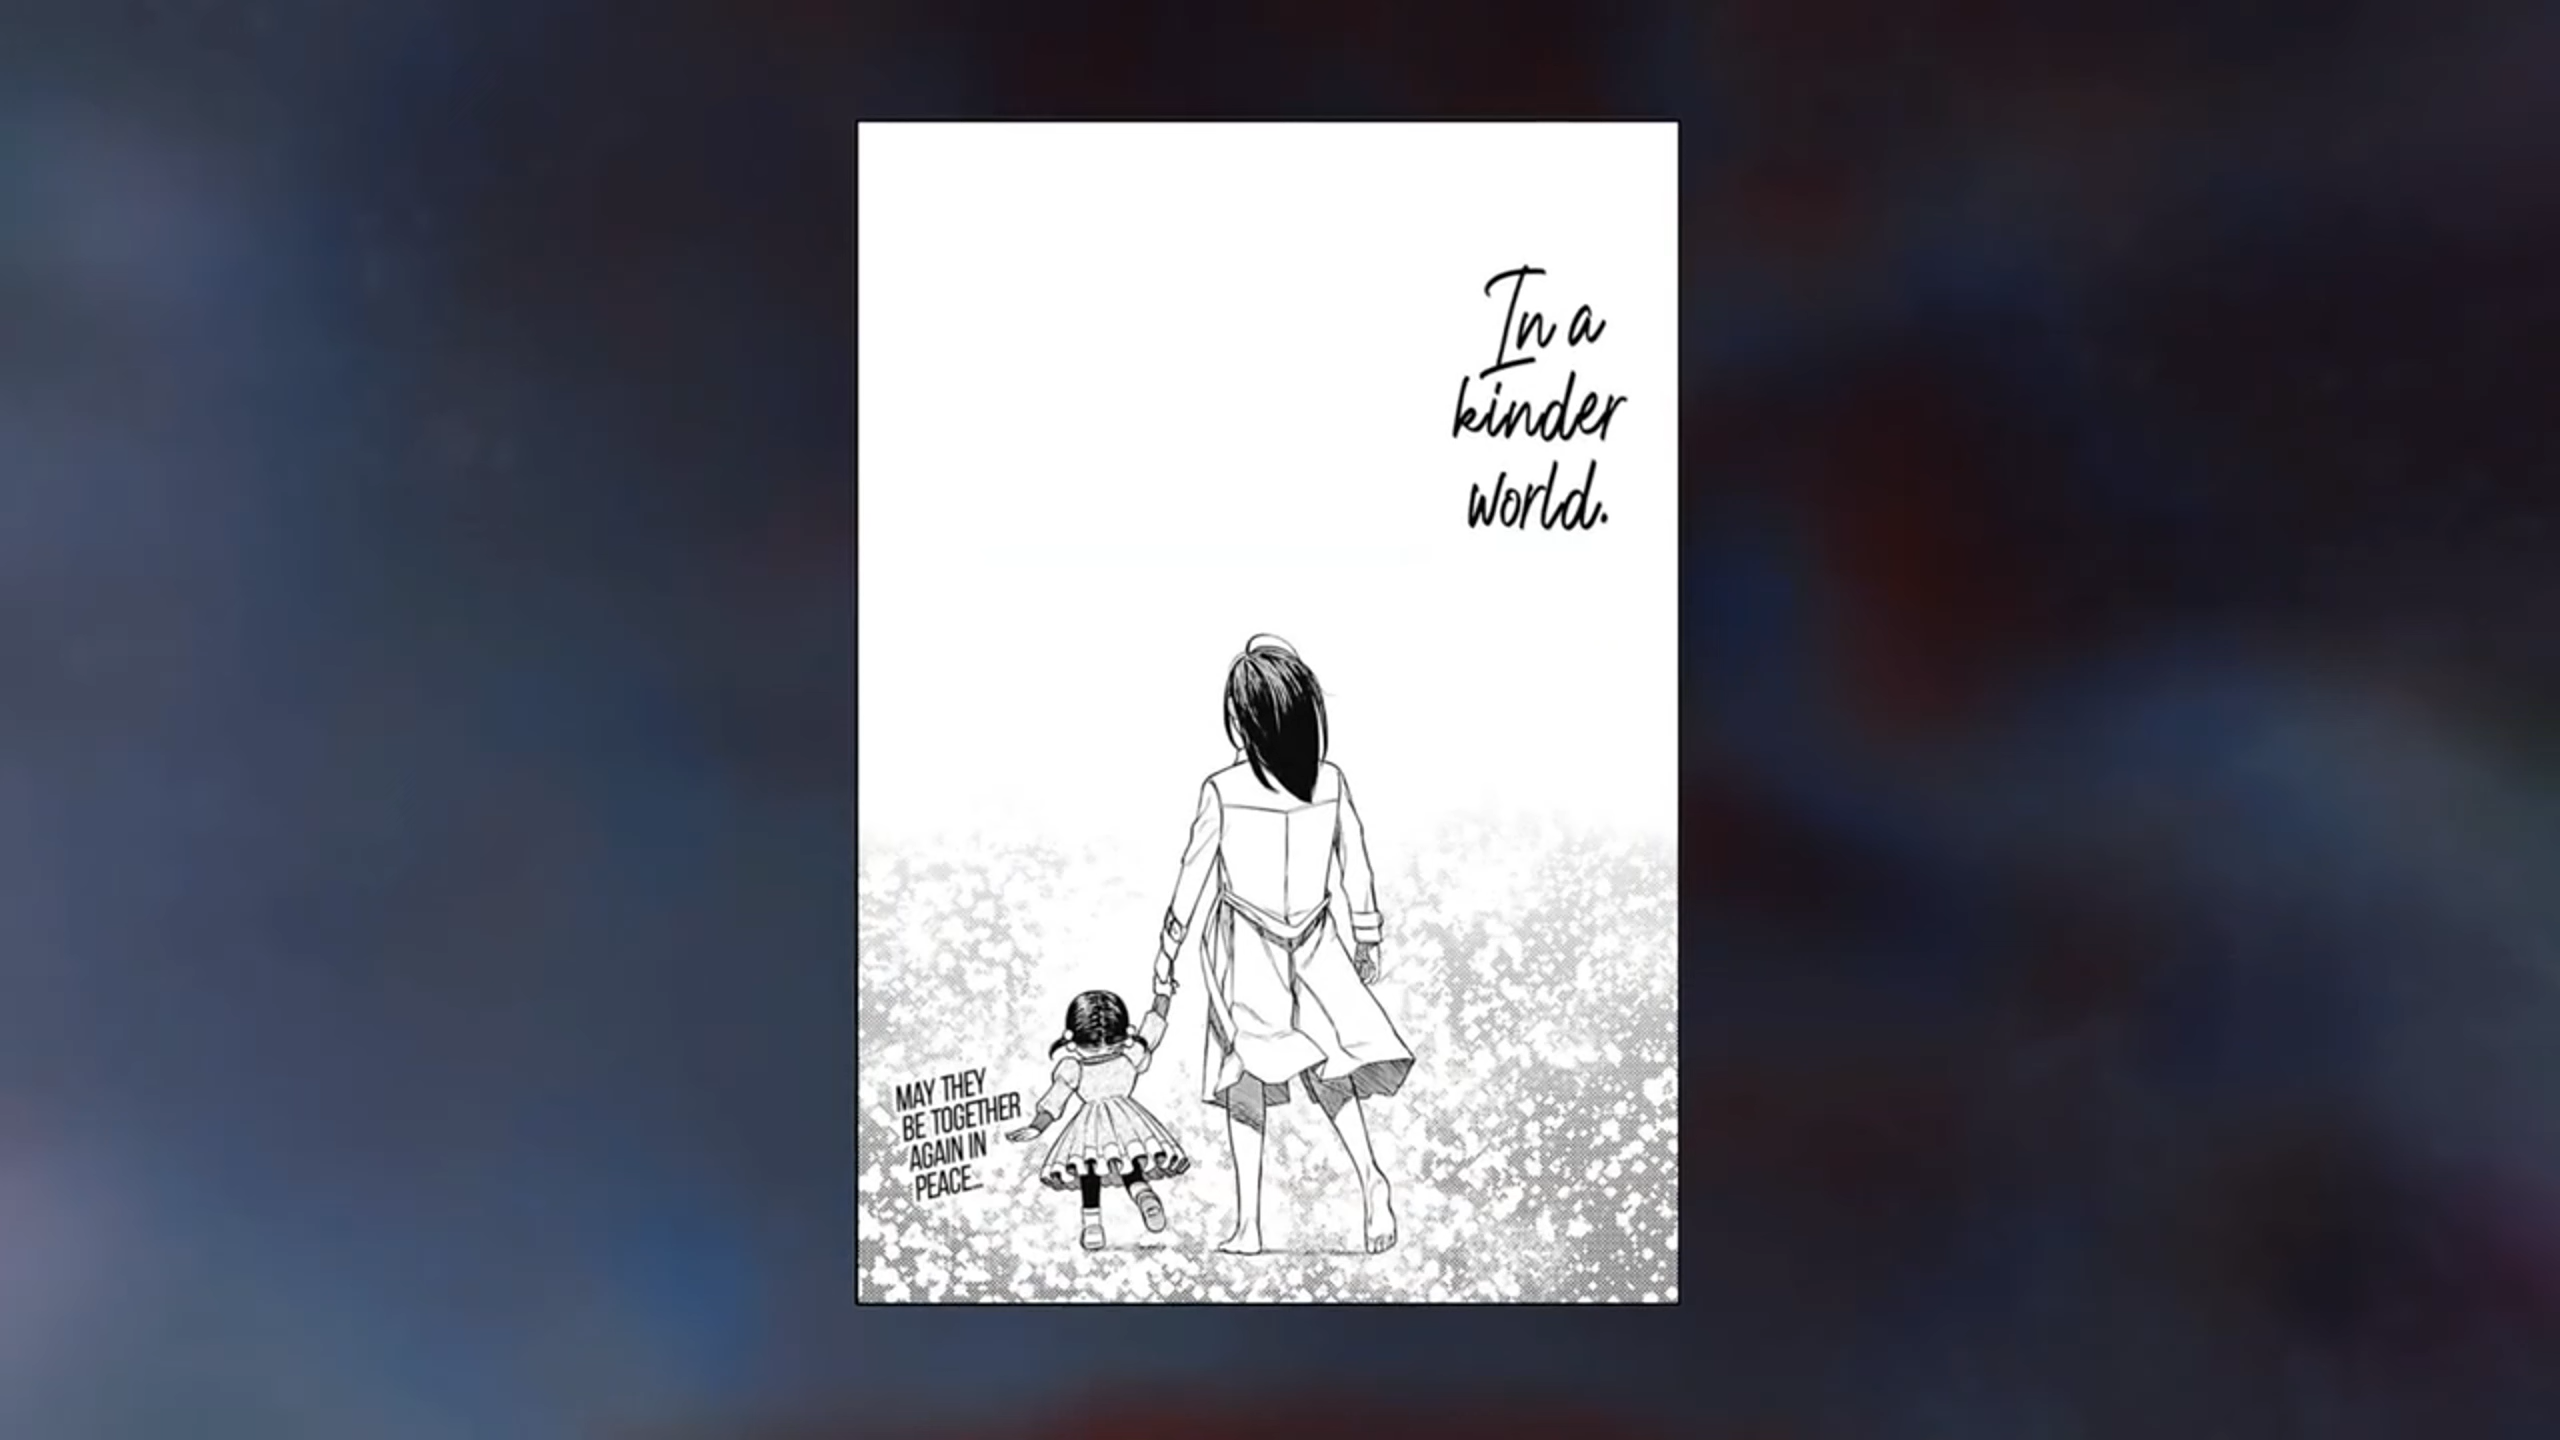 In a
kinder
world.
MAY THEY
BE TOGETHER
AGAIN IN
PEACE...